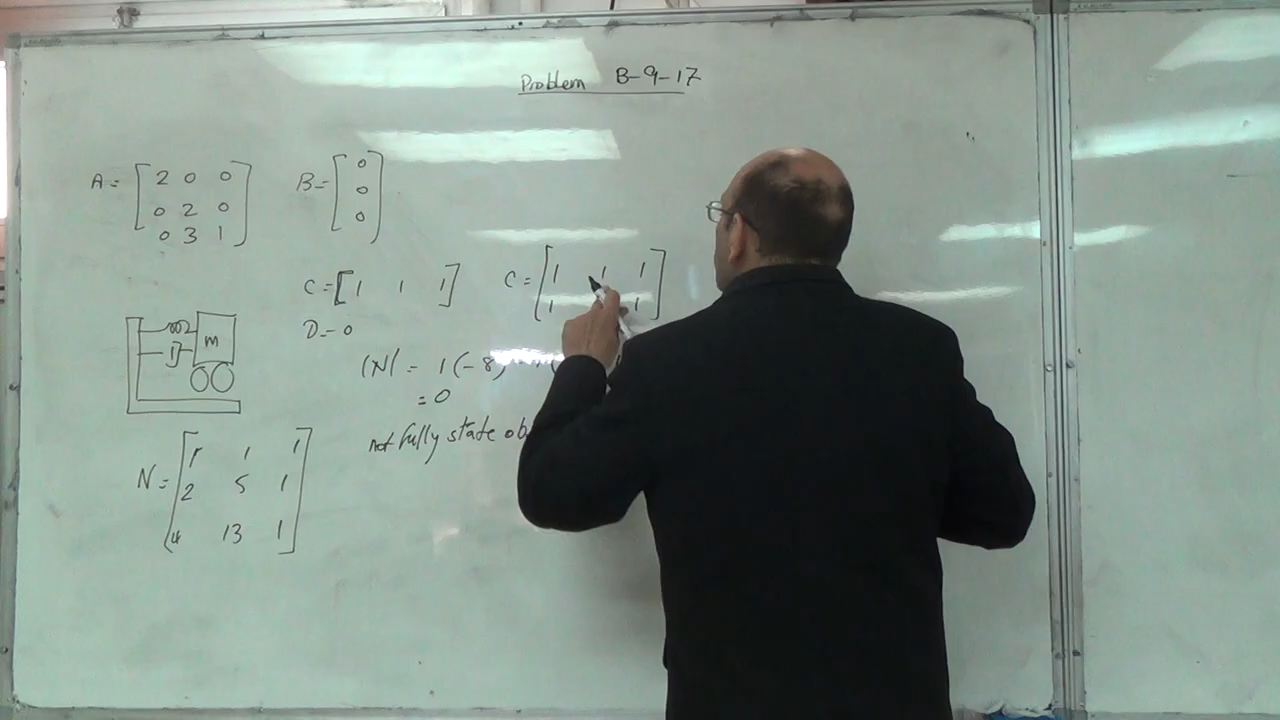 Problem B-9-17
A= [2 0 0
0 2 0
0 3 1]
B= [0
0
0]
C=[1 1 1]
D=0
C= [1 1 1
1 1]
m
|N| = 1(-8)
=0
not fully state ob
N= [1 1 1
2 5 1
4 13 1]